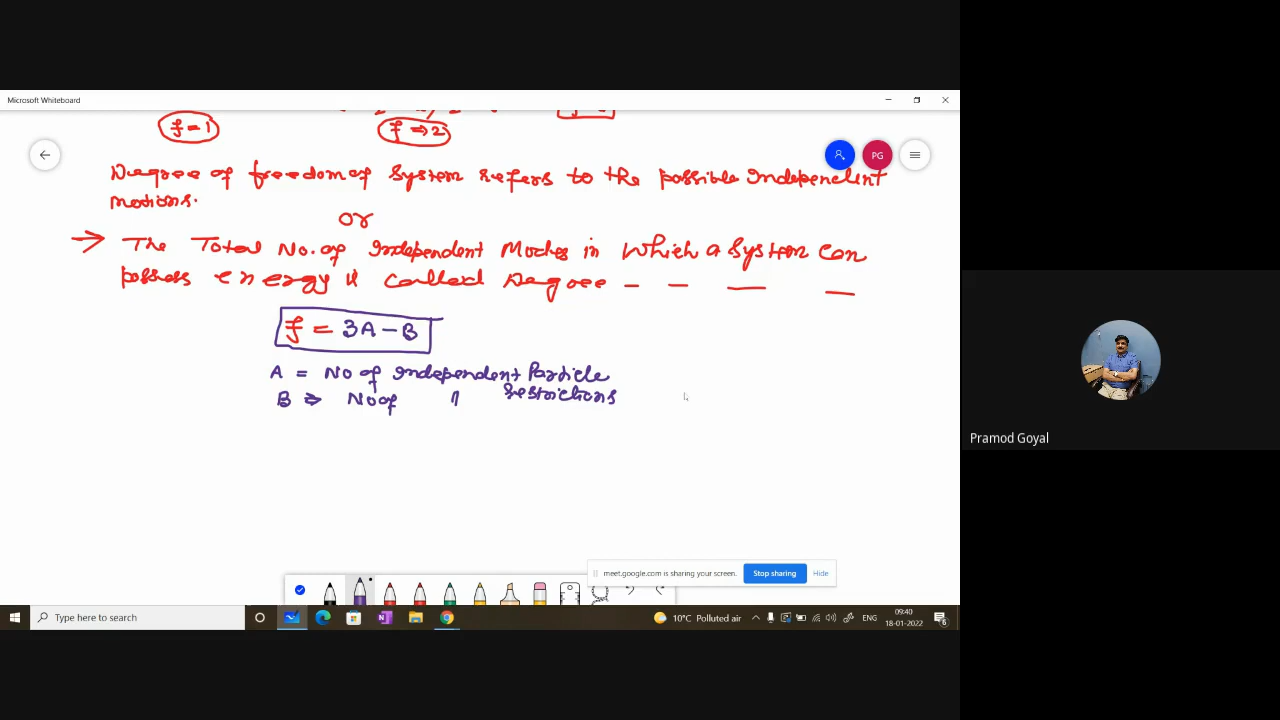 Microsoft Whiteboard
f = 1
f ⇒ 2
PG
Degree of freedom of System refers to the possible Independent
motions.
Or
→ The Total No. of Independent Modes in Which a System Can
possess energy is Called Degree – – — —
f = 3A – B
A = No of Independent Particle
B ⇒ No of " restrictions
Pramod Goyal
meet.google.com is sharing your screen. Stop sharing Hide
Type here to search
10°C Polluted air
ENG
09:40
18-01-2022
6